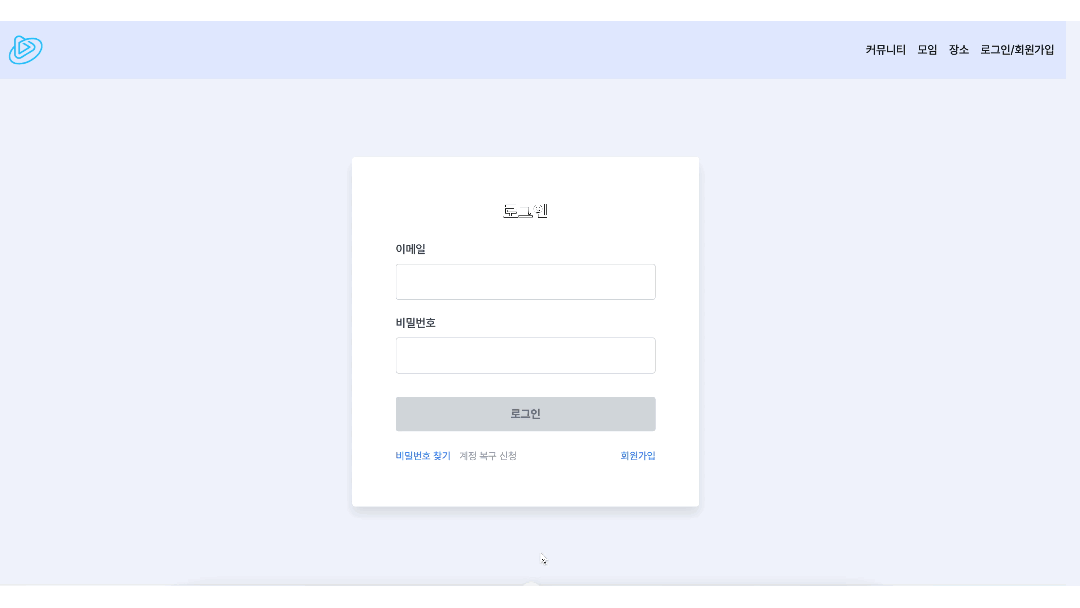 커뮤니티 모임 장소 로그인/회원가입
로그인
이메일
비밀번호
로그인
비밀번호 찾기 계정 복구 신청 회원가입